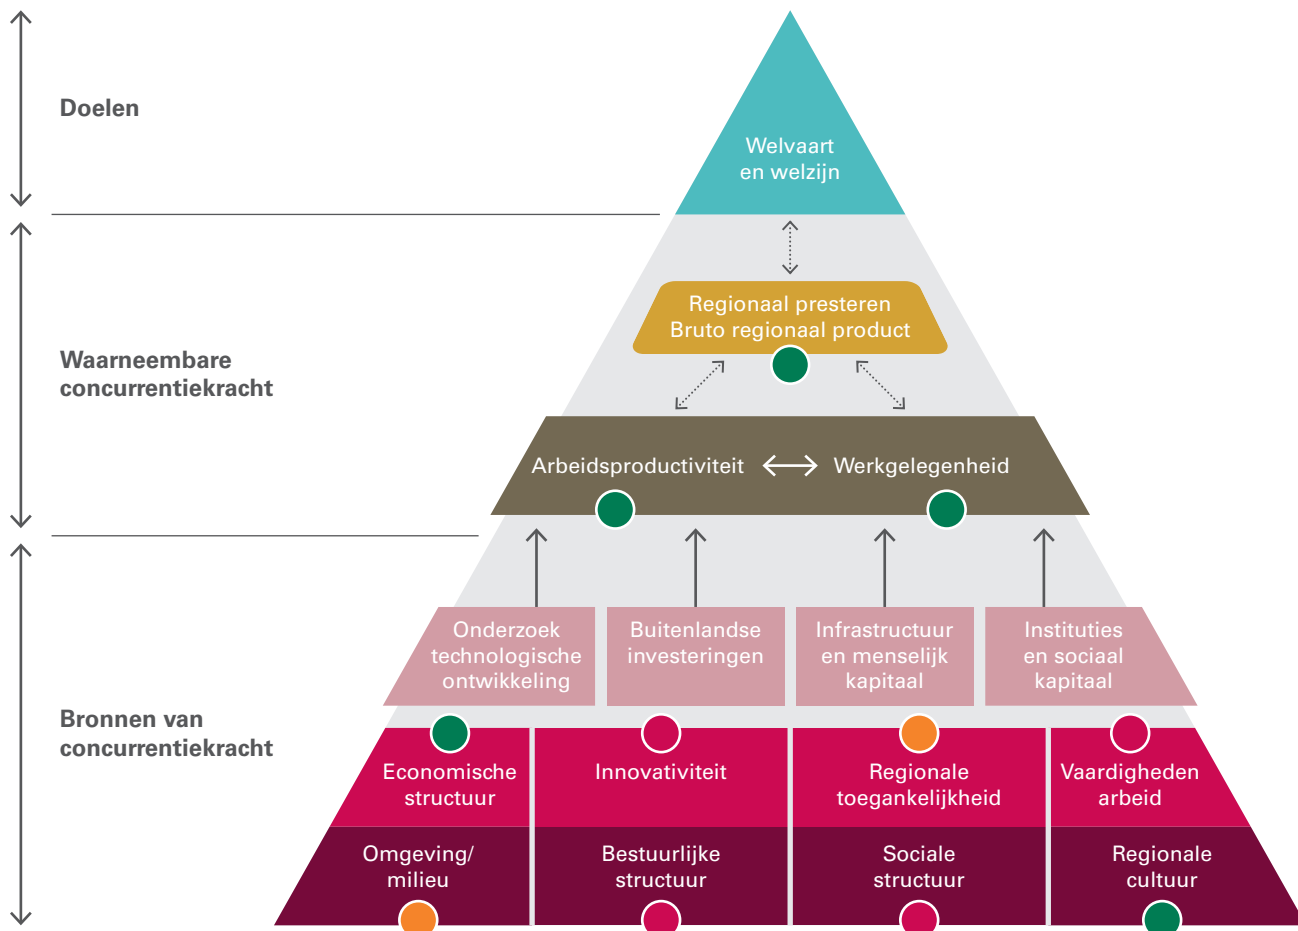 Doelen
Welvaart
en welzijn
Waarneembare
concurrentiekracht
Regionaal presteren
Bruto regionaal product
Arbeidsproductiviteit
Werkgelegenheid
Bronnen van
concurrentiekracht
Onderzoek
technologische
ontwikkeling
Buitenlandse
investeringen
Infrastructuur
en menselijk
kapitaal
Instituties
en sociaal
kapitaal
Economische
structuur
Innovativiteit
Regionale
toegankelijkheid
Vaardigheden
arbeid
Omgeving/
milieu
Bestuurlijke
structuur
Sociale
structuur
Regionale
cultuur